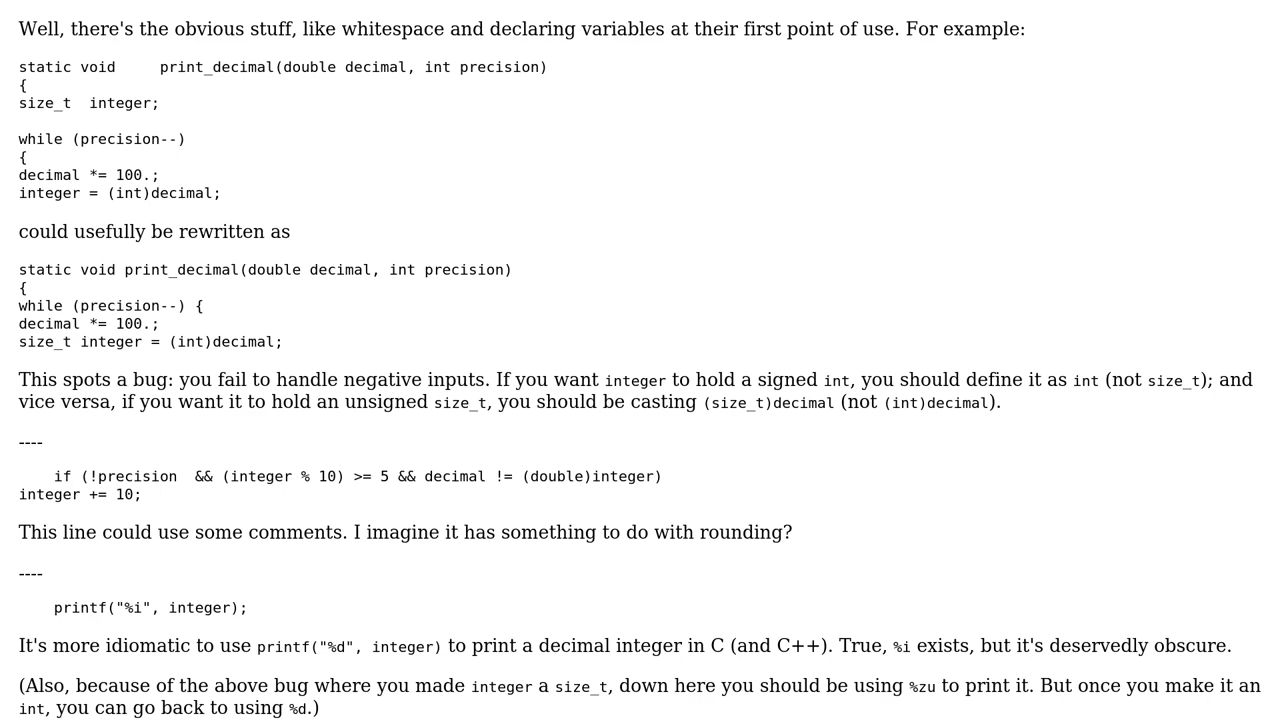 Well, there's the obvious stuff, like whitespace and declaring variables at their first point of use. For example:
static void     print_decimal(double decimal, int precision)
{
size_t  integer;
while (precision--)
{
decimal *= 100.;
integer = (int)decimal;
could usefully be rewritten as
static void print_decimal(double decimal, int precision)
{
while (precision--) {
decimal *= 100.;
size_t integer = (int)decimal;
This spots a bug: you fail to handle negative inputs. If you want integer to hold a signed int, you should define it as int (not size_t); and
vice versa, if you want it to hold an unsigned size_t, you should be casting (size_t)decimal (not (int)decimal).
----
    if (!precision  && (integer % 10) >= 5 && decimal != (double)integer)
integer += 10;
This line could use some comments. I imagine it has something to do with rounding?
----
    printf("%i", integer);
It's more idiomatic to use printf("%d", integer) to print a decimal integer in C (and C++). True, %i exists, but it's deservedly obscure.
(Also, because of the above bug where you made integer a size_t, down here you should be using %zu to print it. But once you make it an
int, you can go back to using %d.)